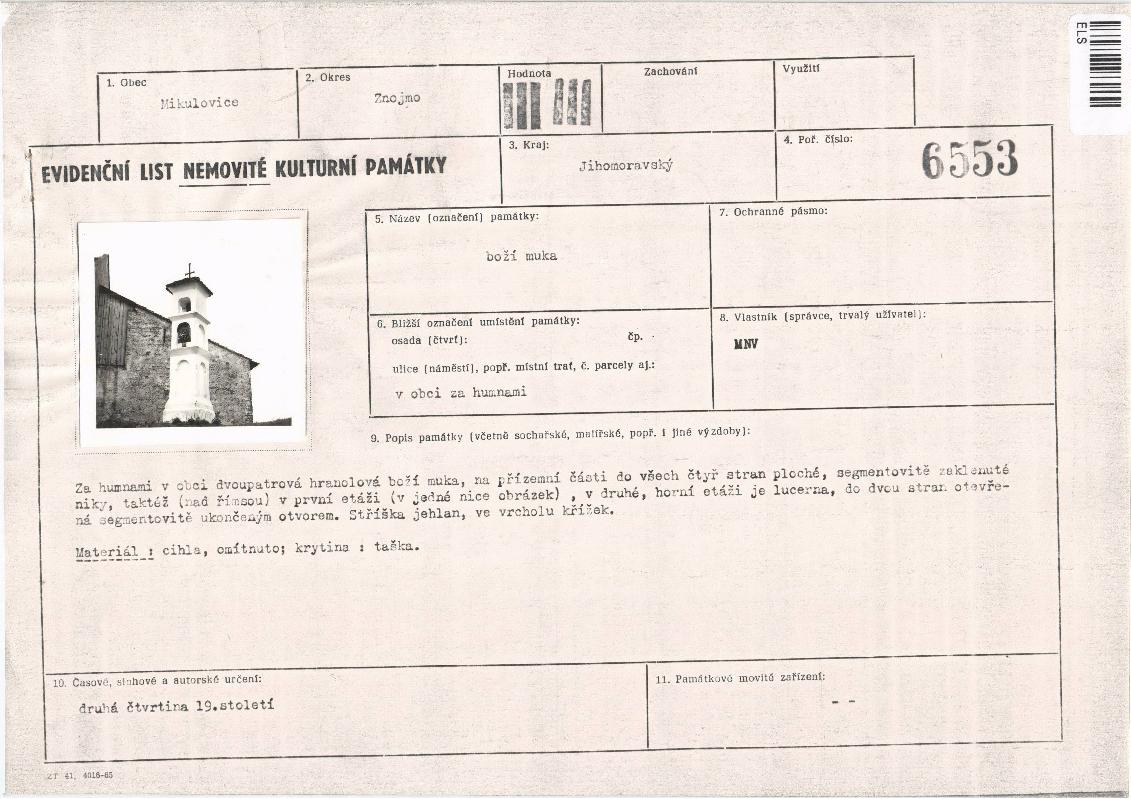 ELS
1. Obec
Mikulovice
2. Okres
Znojmo
Hodnota
Zachování
Využití
EVIDENČNÍ LIST NEMOVITÉ KULTURNÍ PAMÁTKY
3. Kraj:
Jihomoravský
4. Poř. číslo:
6553
5. Název (označení) památky:
boží muka
7. Ochranné pásmo:
6. Bližší označení umístění památky:
osada (čtvrť):
čp.
ulice (náměstí), popř. místní trať, č. parcely aj.:
v obci za humnami
8. Vlastník (správce, trvalý uživatel):
MNV
9. Popis památky (včetně sochařské, malířské, popř. i jiné výzdoby):
Za humnami v obci dvoupatrová hranolová boží muka, na přízemní části do všech čtyř stran ploché, segmentovitě zaklenuté
niky, taktéž (nad římsou) v první etáži (v jedné nice obrázek) , v druhé, horní etáži je lucerna, do dvou stran otevře-
ná segmentovitě ukončeným otvorem. Stříška jehlan, ve vrcholu křížek.
Materiál : cihla, omítnuto; krytina : taška.
10. Časové, slohové a autorské určení:
druhá čtvrtina 19.století
11. Památkové movité zařízení:
- -
ZT 41, 4016-65